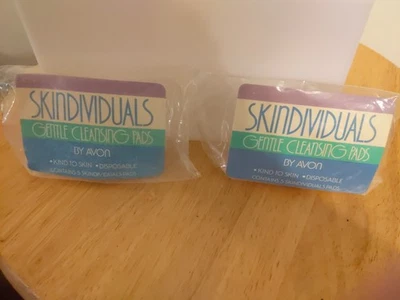 SKINDIVIDUALS
GENTLE CLEANSING PADS
BY AVON
• KIND TO SKIN • DISPOSABLE
SKINDIVIDUALS
GENTLE CLEANSING PADS
BY AVON
• KIND TO SKIN • DISPOSABLE